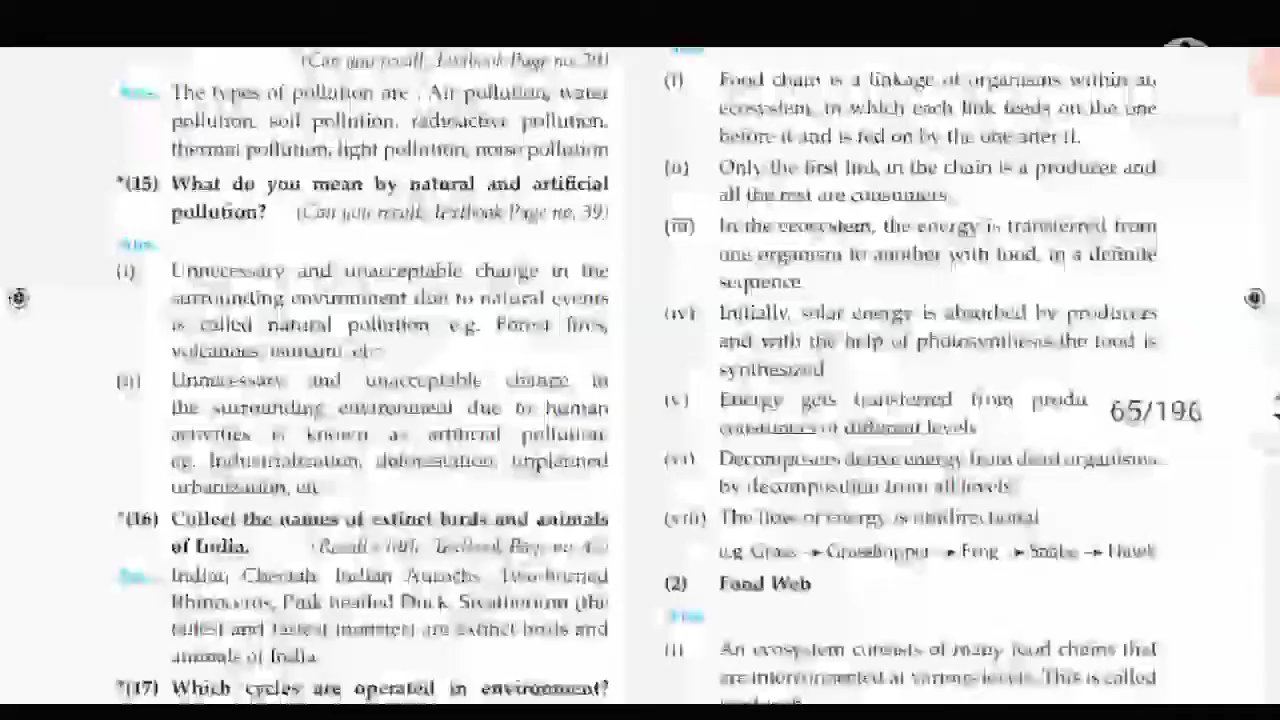 (Can you recall, Textbook Page no. 39)
Ans. The types of pollution are : Air pollution, water
pollution, soil pollution, radioactive pollution,
thermal pollution, light pollution, noise pollution
*(15) What do you mean by natural and artificial
pollution? (Can you recall, Textbook Page no. 39)
Ans.
(i) Unnecessary and unacceptable change in the
surrounding environment due to natural events
is called natural pollution e.g. Forest fires,
volcanoes, tsunami, etc.
(ii) Unnecessary and unacceptable change in
the surrounding environment due to human
activities is known as artificial pollution
eg. Industrialization, deforestation, unplanned
urbanization, etc
*(16) Collect the names of extinct birds and animals
of India. Textbook Page no.
Ans. Indian Cheetah, Indian Aurochs, Two-horned
Rhinoceros, Pink headed Duck, Sivatherium (the
and are extinct birds and
animals of India
*(17) Which cycles are operated in environment?
(i) Food chain is a linkage of organisms within an
ecosystem, in which each link feeds on the one
before it and is fed on by the one after it.
(ii) Only the first link in the chain is a producer and
all the rest are consumers.
(iii) In the ecosystem, the energy is transferred from
one organism to another with food, in a definite
sequence
(iv) Initially, solar energy is absorbed by producers
and with the help of photosynthesis the food is
synthesized
(v) Energy gets transferred from produ
consumers of different levels
65/196
(vi) Decomposers derive energy from dead organisms
by decomposition from all levels
(vii) The flow of energy is unidirectional
e.g Grass → Grasshopper → Frog → Snake → Hawk
(2) Food Web
Ans.
(i) An ecosystem consists of many food chains that
are interconnected at various levels. This is called